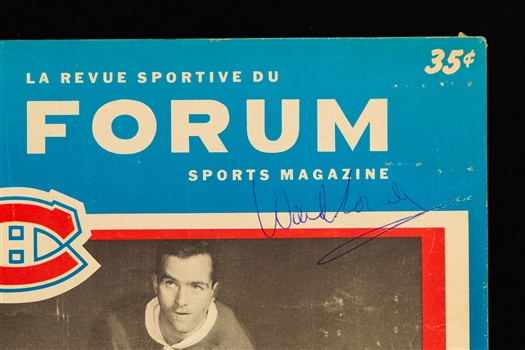 35¢
LA REVUE SPORTIVE DU
FORUM
SPORTS MAGAZINE